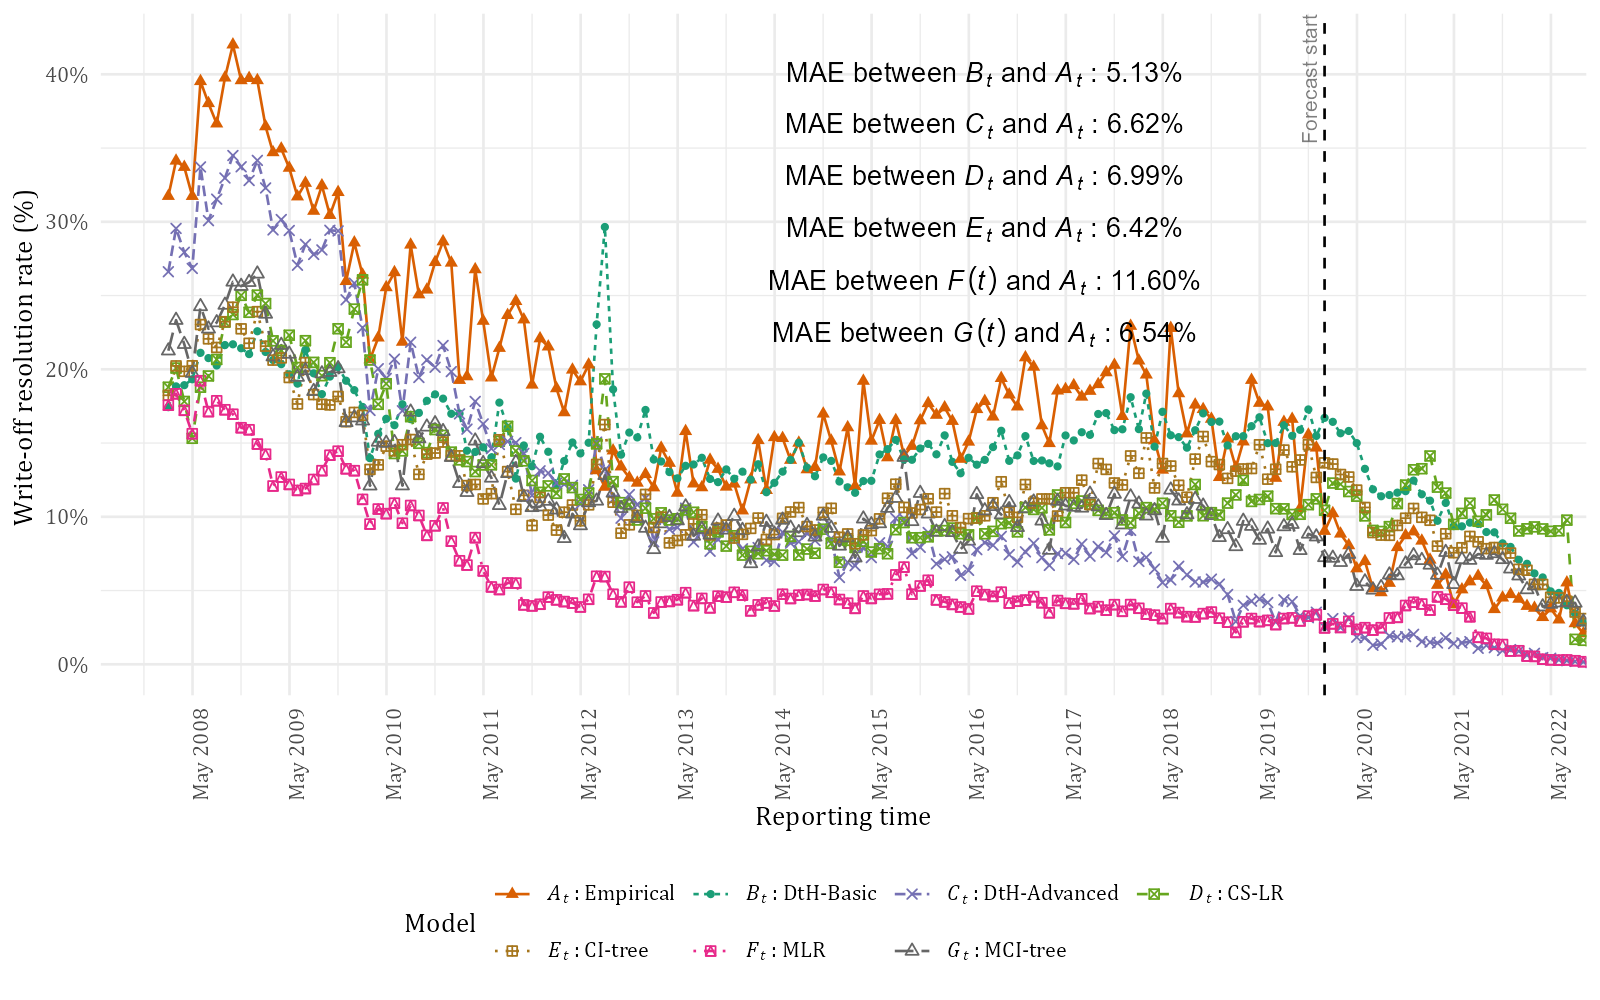 Write-off resolution rate (%)
40%
30%
20%
10%
0%
MAE between B_t and A_t : 5.13%
MAE between C_t and A_t : 6.62%
MAE between D_t and A_t : 6.99%
MAE between E_t and A_t : 6.42%
MAE between F(t) and A_t : 11.60%
MAE between G(t) and A_t : 6.54%
Forecast start
May 2008
May 2009
May 2010
May 2011
May 2012
May 2013
May 2014
May 2015
May 2016
May 2017
May 2018
May 2019
May 2020
May 2021
May 2022
Reporting time
Model
A_t : Empirical
B_t : DtH-Basic
C_t : DtH-Advanced
D_t : CS-LR
E_t : CI-tree
F_t : MLR
G_t : MCI-tree